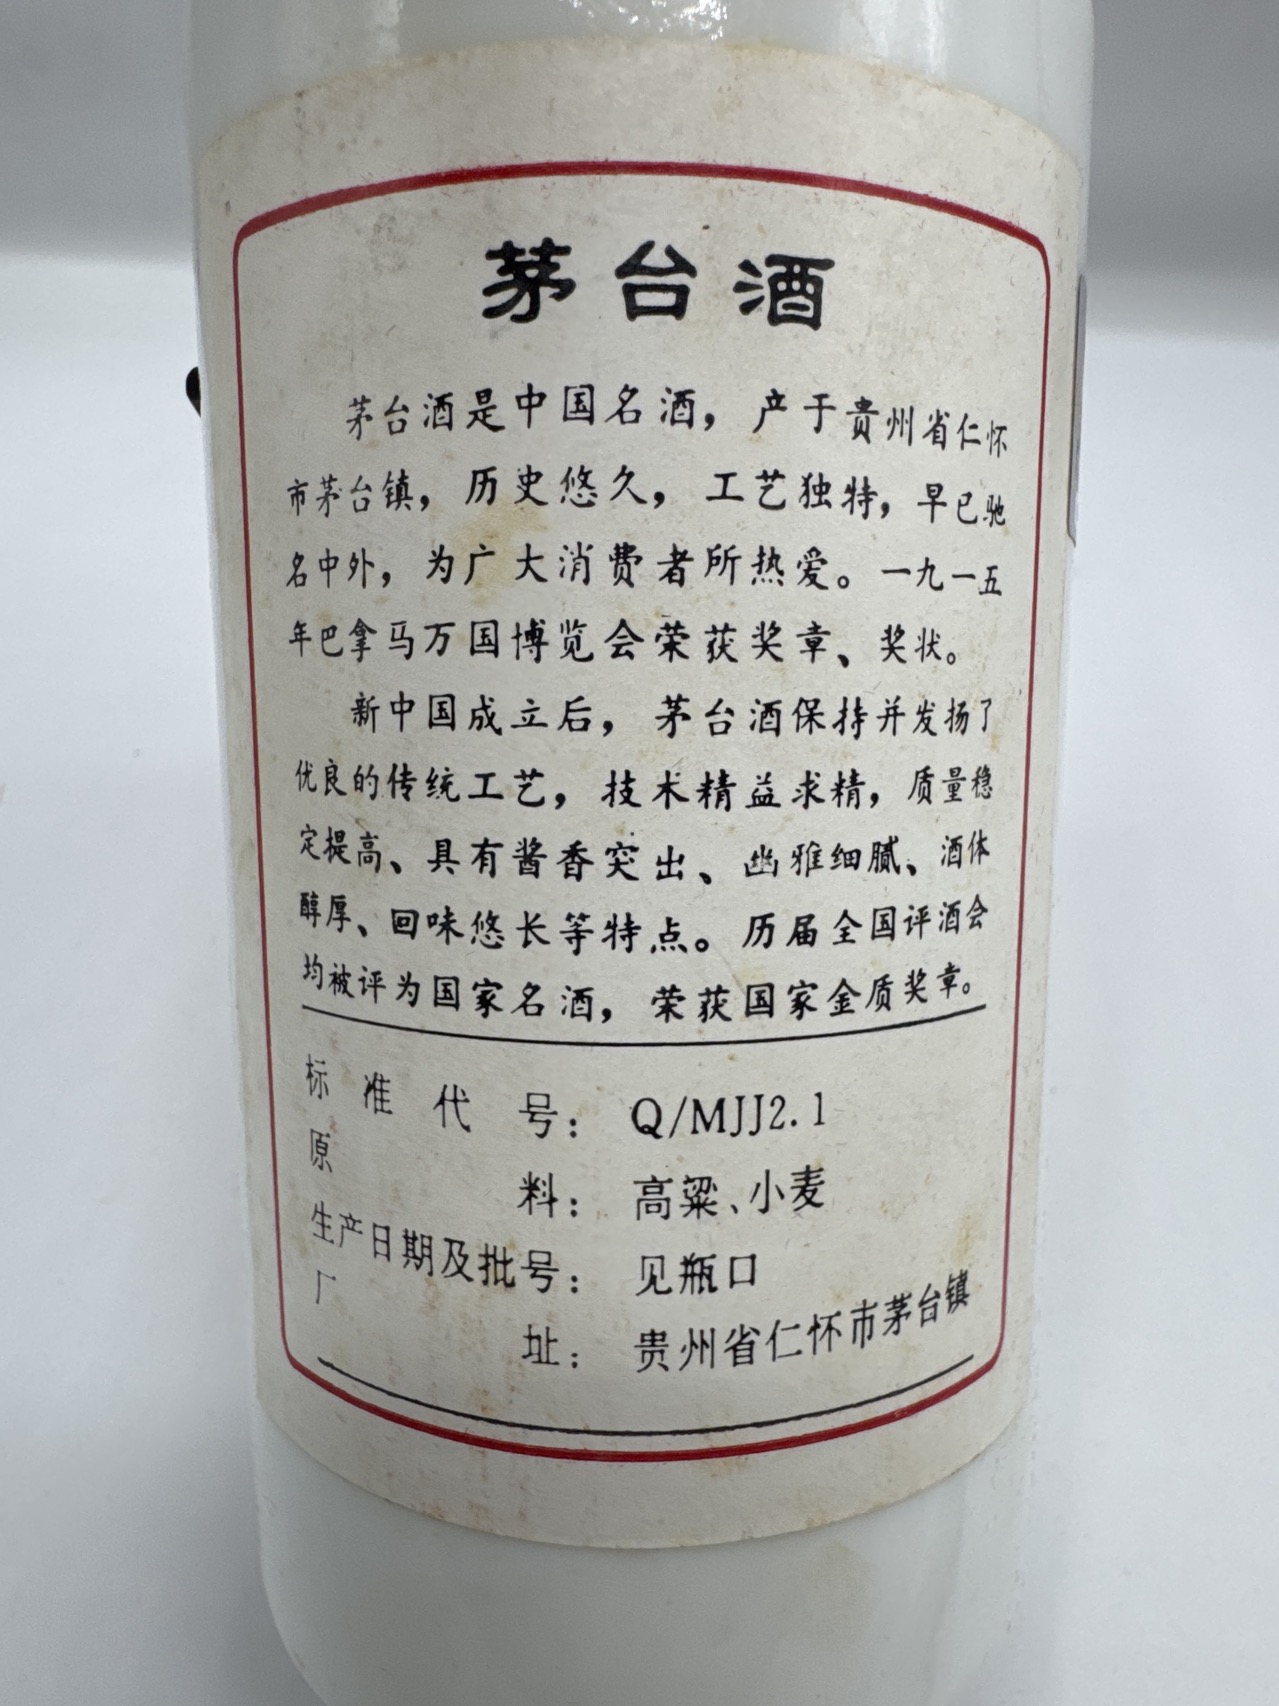 茅台酒
茅台酒是中国名酒，产于贵州省仁怀
市茅台镇，历史悠久，工艺独特，早已驰
名中外，为广大消费者所热爱。一九一五
年巴拿马万国博览会荣获奖章、奖状。
新中国成立后，茅台酒保持并发扬了
优良的传统工艺，技术精益求精，质量稳
定提高、具有酱香突出、幽雅细腻、酒体
醇厚、回味悠长等特点。历届全国评酒会
均被评为国家名酒，荣获国家金质奖章。
标准代号：Q/MJJ2.1
原料：高粱、小麦
生产日期及批号：见瓶口
厂址：贵州省仁怀市茅台镇